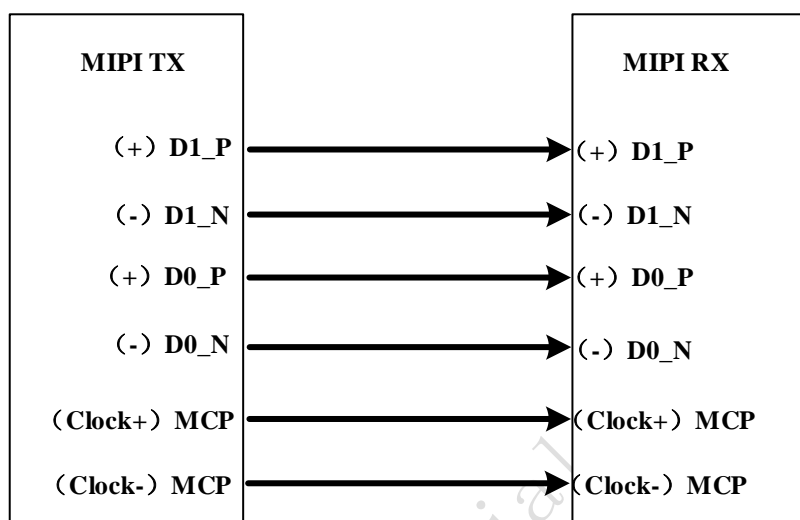 MIPI TX MIPI RX
（+）D1_P （+）D1_P
（-）D1_N （-）D1_N
（+）D0_P （+）D0_P
（-）D0_N （-）D0_N
（Clock+）MCP （Clock+）MCP
（Clock-）MCP （Clock-）MCP